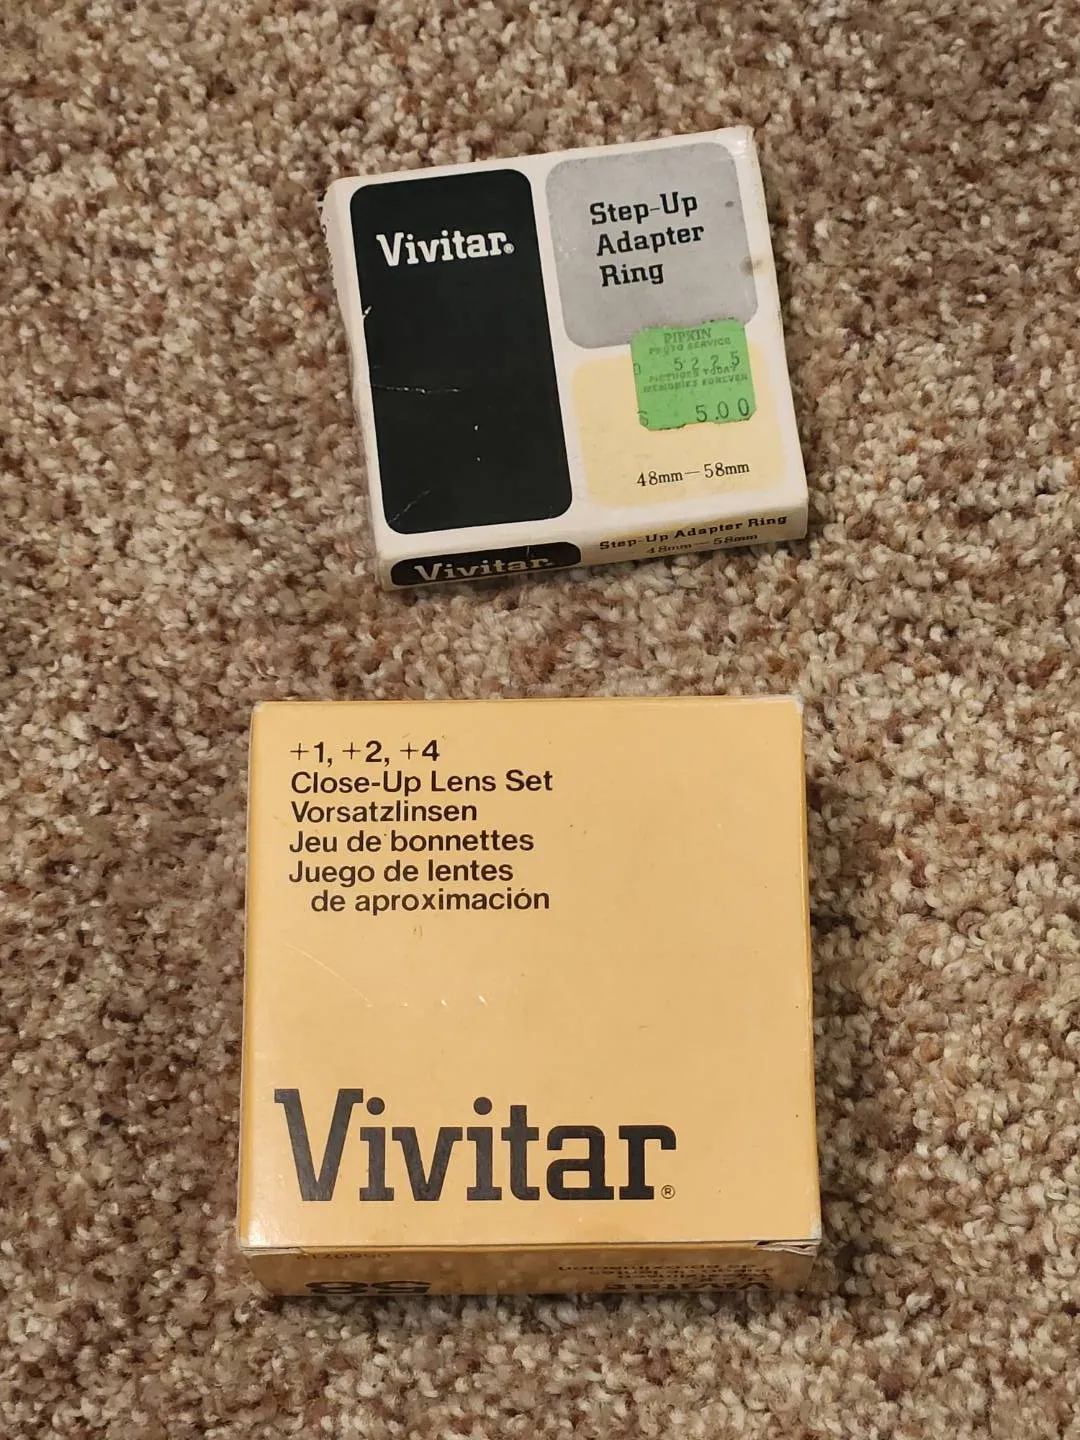 Vivitar®
Step-Up
Adapter
Ring
PIPKIN
PHOTO SERVICE
5225
PICTURES TODAY
MEMORIES FOREVER
$ 5.00
48mm—58mm
Vivitar
Step-Up Adapter Ring
48mm—58mm
+1, +2, +4
Close-Up Lens Set
Vorsatzlinsen
Jeu de bonnettes
Juego de lentes
de aproximación
Vivitar®
de aproximación